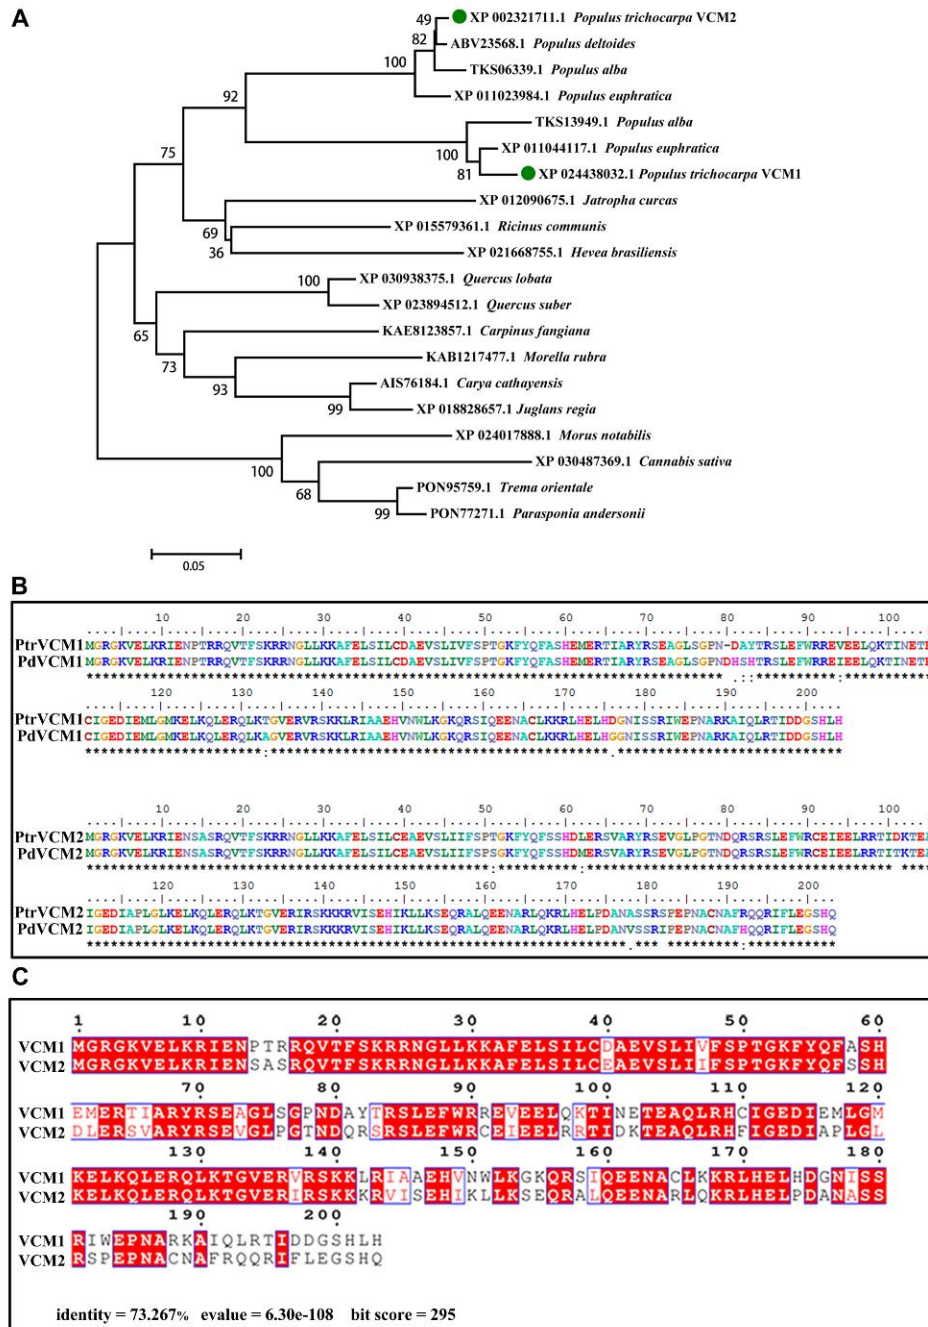 A
49
XP 002321711.1 Populus trichocarpa VCM2
82
ABV23568.1 Populus deltoides
TKS06339.1 Populus alba
100
XP 011023984.1 Populus euphratica
92
TKS13949.1 Populus alba
XP 011044117.1 Populus euphratica
100
81
XP 024438032.1 Populus trichocarpa VCM1
75
XP 012090675.1 Jatropha curcas
XP 015579361.1 Ricinus communis
69
36
XP 021668755.1 Hevea brasiliensis
100
XP 030938375.1 Quercus lobata
XP 023894512.1 Quercus suber
65
KAE8123857.1 Carpinus fangiana
73
KAB1217477.1 Morella rubra
93
AIS76184.1 Carya cathayensis
99
XP 018828657.1 Juglans regia
XP 024017888.1 Morus notabilis
100
XP 030487369.1 Cannabis sativa
68
PON95759.1 Trema orientale
99
PON77271.1 Parasponia andersonii
0.05
B
10 20 30 40 50 60 70 80 90 100
PtrVCM1 MGRGKVELKRIENPTRRQVTFSKRRNGLLKKAFELSILCDAEVSLIVFSPTGKFYQFASHEMERTIARYRSEAGLSGPN-DAYTRSLEFWRREVEELQKTINETE
PdVCM1 MGRGKVELKRIENPTRRQVTFSKRRNGLLKKAFELSILCDAEVSLIVFSPTGKFYQFASHEMERTIARYRSEAGLSGPNDHSHTRSLEFWRREIEELQKTINETE
120 130 140 150 160 170 180 190 200
PtrVCM1 CIGEDIEMLGMKELKQLERQLKTGVERVRSKKLRIAAEHVNWLKGKQRSIQEENACLKKRLHELHDGNISSRIWEPNARKAIQLRTIDDGSHLH
PdVCM1 CIGEDIEMLGMKELKQLERQLKAGVERVRSKKLRIAAEHVNWLKGKQRSIQEENACLKKRLHELHGGNISSRIWEPNARKAIQLRTIDDGSHLH
10 20 30 40 50 60 70 80 90 100
PtrVCM2 MGRGKVELKRIENSASRQVTFSKRRNGLLKKAFELSILCEAEVSLIIFSPTGKFYQFSSHDLERSVARYRSEVGLPGTNDQRSRSLEFWRCEIEELRRTIDKTEA
PdVCM2 MGRGKVELKRIENSASRQVTFSKRRNGLLKKAFELSILCEAEVSLIIFSPSGKFYQFSSHDMERSVARYRSEVGLPGTNDQRSRSLEFWRCEIEELRRTITKTEA
120 130 140 150 160 170 180 190 200
PtrVCM2 IGEDIAPLGLKELKQLERQLKTGVERIRSKKKRVISEHIKLLKSEQRALQEENARLQKRLHELPDANASSRSPEPNACNAFRQQRIFLEGSHQ
PdVCM2 IGEDIAPLGLKELKQLERQLKTGVERIRSKKKRVISEHIKLLKSEQRALQEENARLQKRLHELPDANVSSRIPEPNACNAFHQQRIFLEGSHQ
C
1 10 20 30 40 50 60
VCM1 MGRGKVELKRIENPTRRQVTFSKRRNGLLKKAFELSILCDAEVSLIVFSPTGKFYQFASH
VCM2 MGRGKVELKRIENSASRQVTFSKRRNGLLKKAFELSILCEAEVSLIIFSPTGKFYQFSSH
70 80 90 100 110 120
VCM1 EMERTIARYRSEAGLSGPNDAYTRSLEFWRREVEELQKTINETEAQLRHCIGEDIEMLGM
VCM2 DLERSVARYRSEVGLPGTNDQRSRSLEFWRCEIEELRRTIDKTEAQLRHFIGEDIAPLGL
130 140 150 160 170 180
VCM1 KELKQLERQLKTGVERVRSKKLRIAAEHVNWLKGKQRSIQEENACLKKRLHELHDGNISS
VCM2 KELKQLERQLKTGVERIRSKKKRVISEHIKLLKSEQRALQEENARLQKRLHELPDANASS
190 200
VCM1 RIWEPNARKAIQLRTIDDGSHLH
VCM2 RSPEPNACNAFRQQRIFLEGSHQ
identity = 73.267% evalue = 6.30e-108 bit score = 295